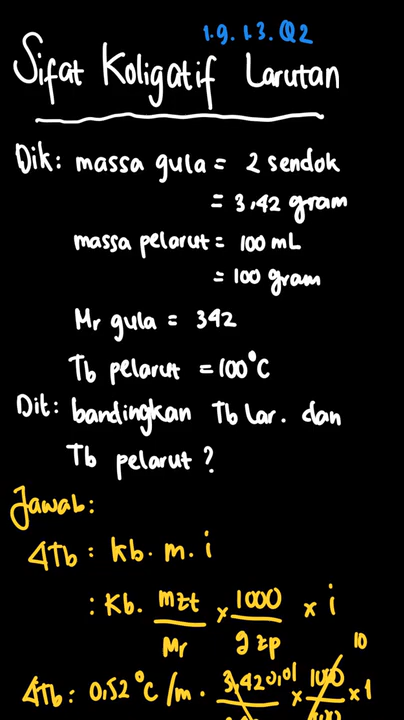 1.9.1.3.Q2
Sifat Koligatif Larutan
Dik: massa gula = 2 sendok
= 3,42 gram
massa pelarut = 100 mL
= 100 gram
Mr gula = 342
Tb pelarut = 100°C
Dit: bandingkan Tb Lar. dan
Tb pelarut?
Jawab:
ΔTb : kb. m. i
: Kb. mzt/Mr x 1000/gzp x i
10
ΔTb : 0,52°C/m. 3,42 0,01 x x 1